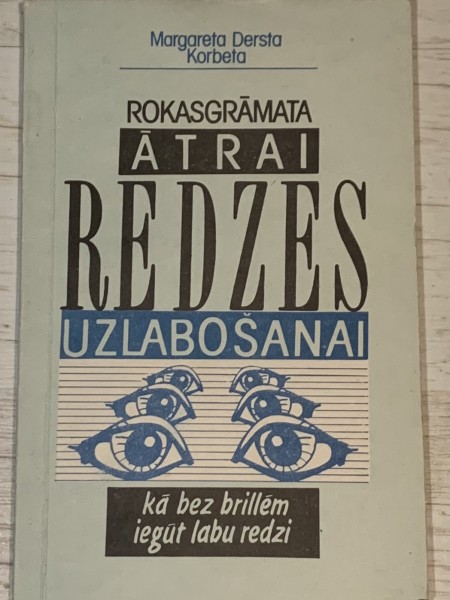 Margareta Dersta
Korbeta
ROKASGRĀMATA
ĀTRAI
REDZES
UZLABOŠANAI
kā bez brillēm
iegūt labu redzi